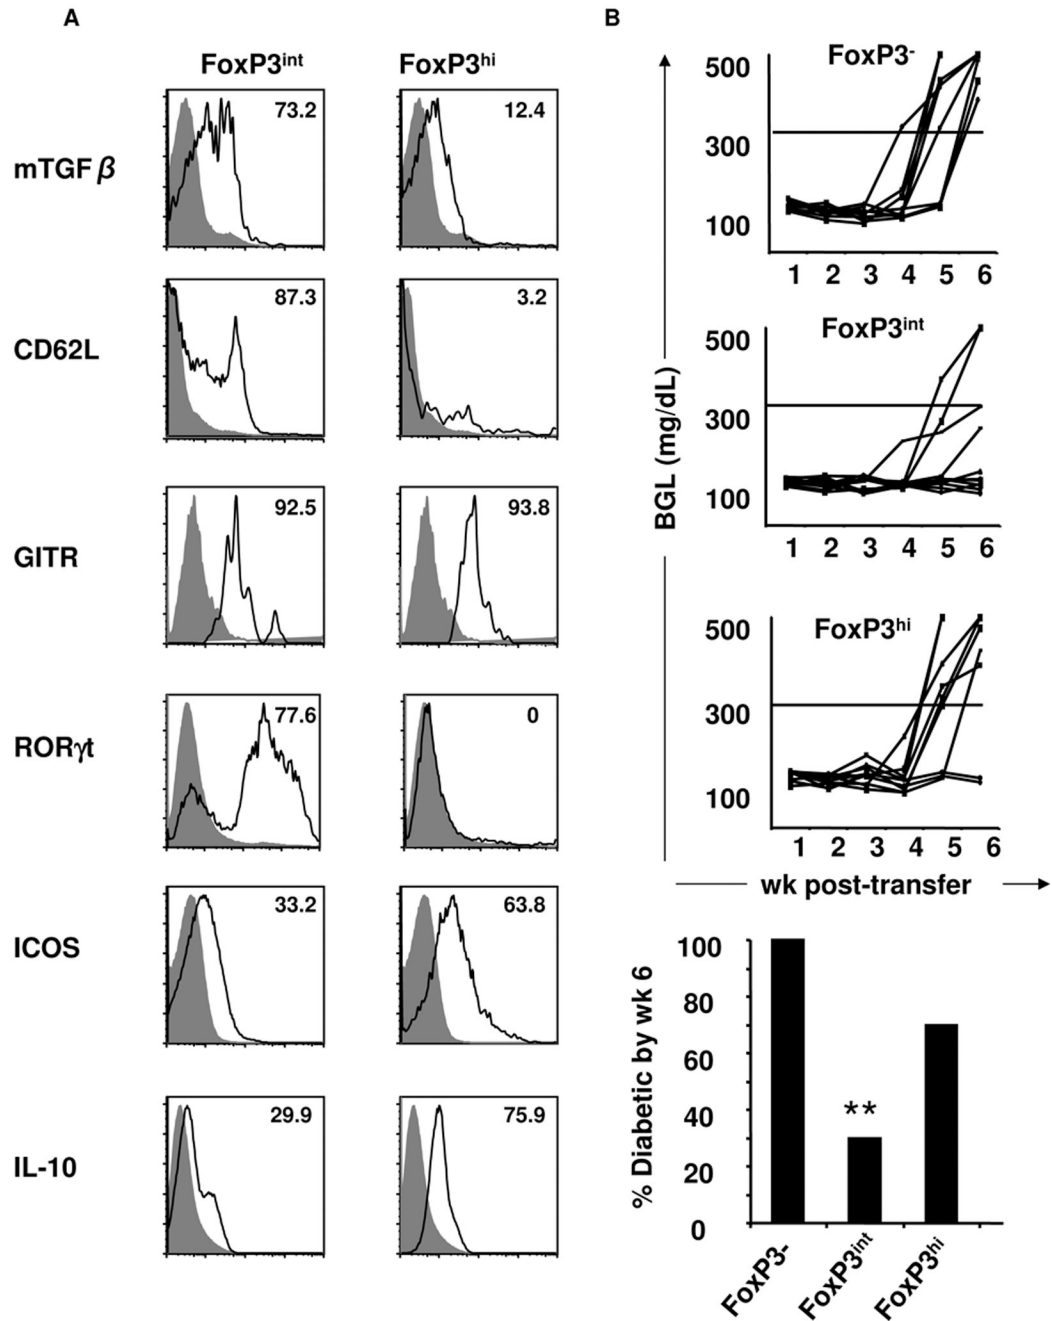 A
FoxP3int FoxP3hi
mTGF β 73.2 12.4
CD62L 87.3 3.2
GITR 92.5 93.8
RORγt 77.6 0
ICOS 33.2 63.8
IL-10 29.9 75.9
B
BGL (mg/dL)
FoxP3-
500
300
100
1 2 3 4 5 6
FoxP3int
500
300
100
1 2 3 4 5 6
FoxP3hi
500
300
100
1 2 3 4 5 6
wk post-transfer
% Diabetic by wk 6
100
80
60
40
20
0
**
FoxP3- FoxP3int FoxP3hi